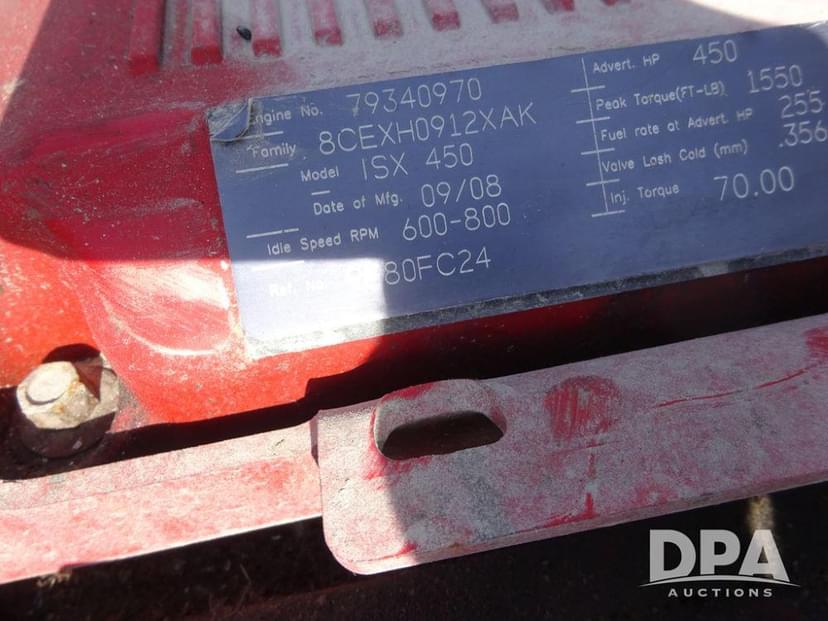 Engine No. 79340970
Family 8CEXH0912XAK
Model ISX 450
Date of Mfg. 09/08
Idle Speed RPM 600-800
Ref. No. 80FC24
Advert. HP 450
Peak Torque(FT-LB) 1550
Fuel rate at Advert. HP 255
Valve Lash Cold (mm) .356
Inj. Torque 70.00
DPA
AUCTIONS